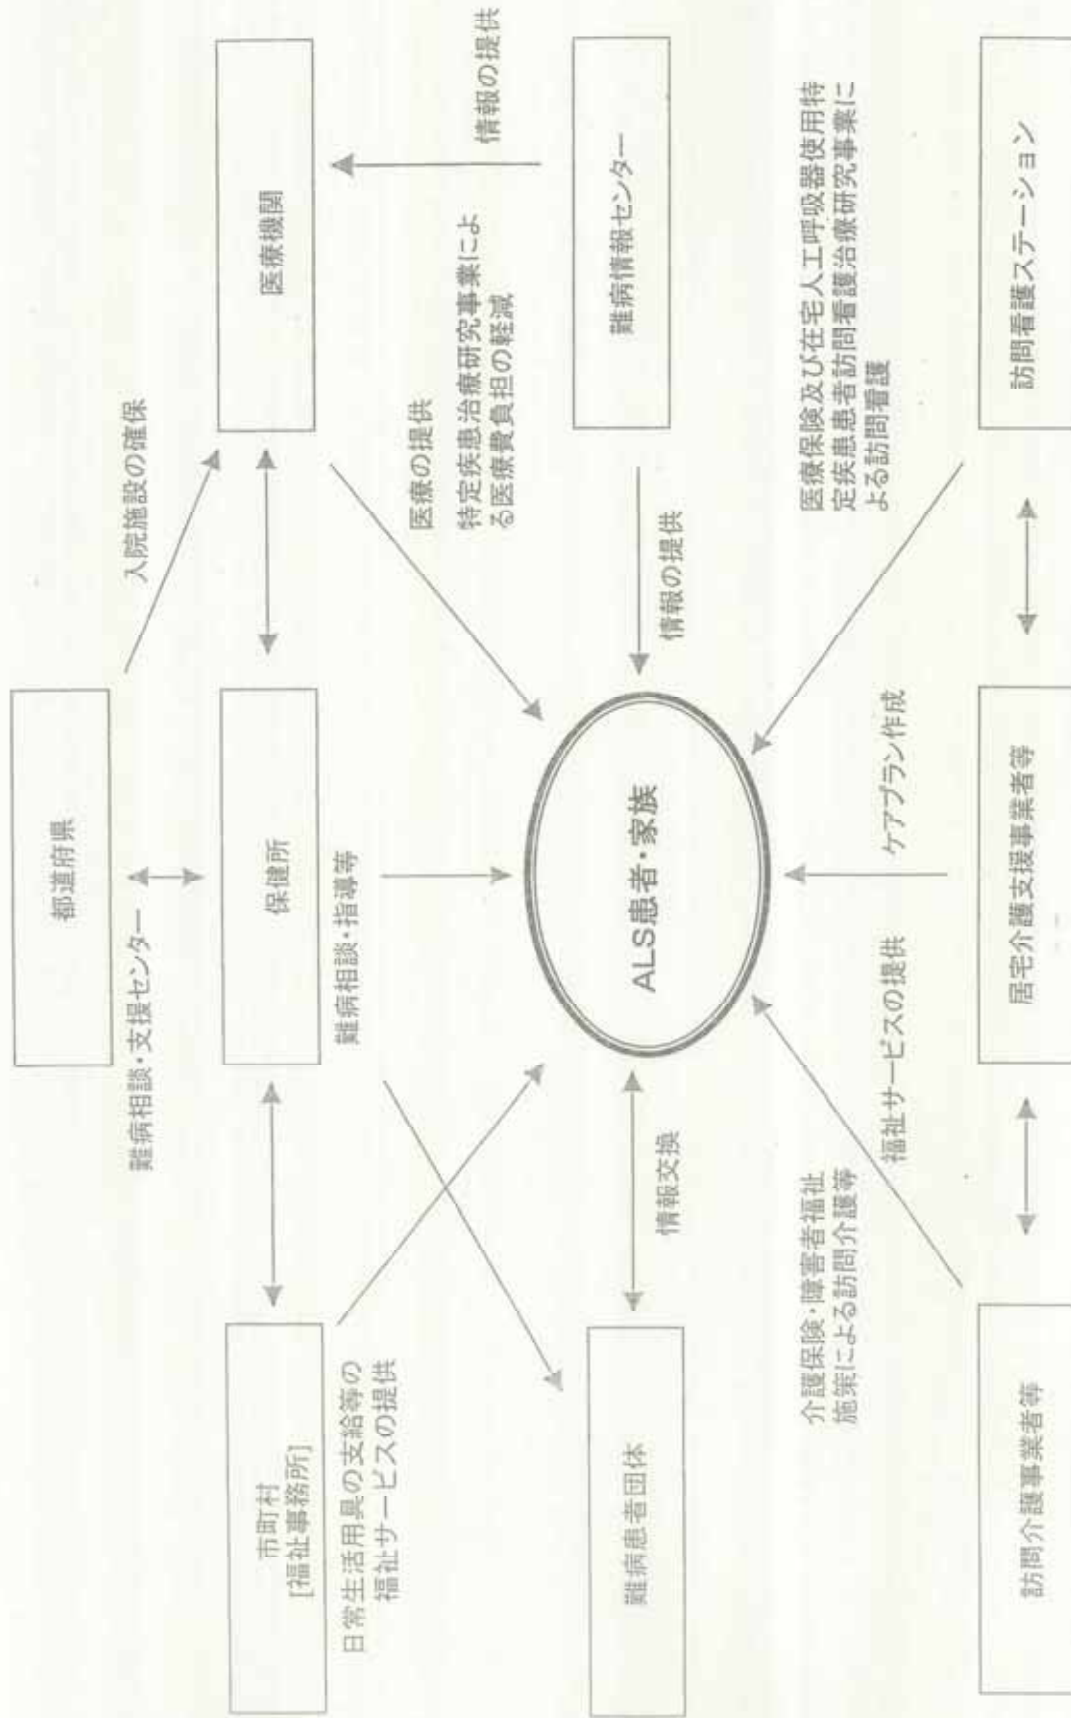 都道府県
難病相談・支援センター
入院施設の確保
市町村
[福祉事務所]
保健所
医療機関
日常生活用具の支給等の
福祉サービスの提供
難病相談・指導等
医療の提供
特定疾患治療研究事業によ
る医療費負担の軽減
情報の提供
難病患者団体
情報交換
ALS患者・家族
情報の提供
難病情報センター
介護保険・障害者福祉
施策による訪問介護等
福祉サービスの提供
ケアプラン作成
医療保険及び在宅人工呼吸器使用特
定疾患患者訪問看護治療研究事業に
よる訪問看護
訪問介護事業者等
居宅介護支援事業者等
訪問看護ステーション